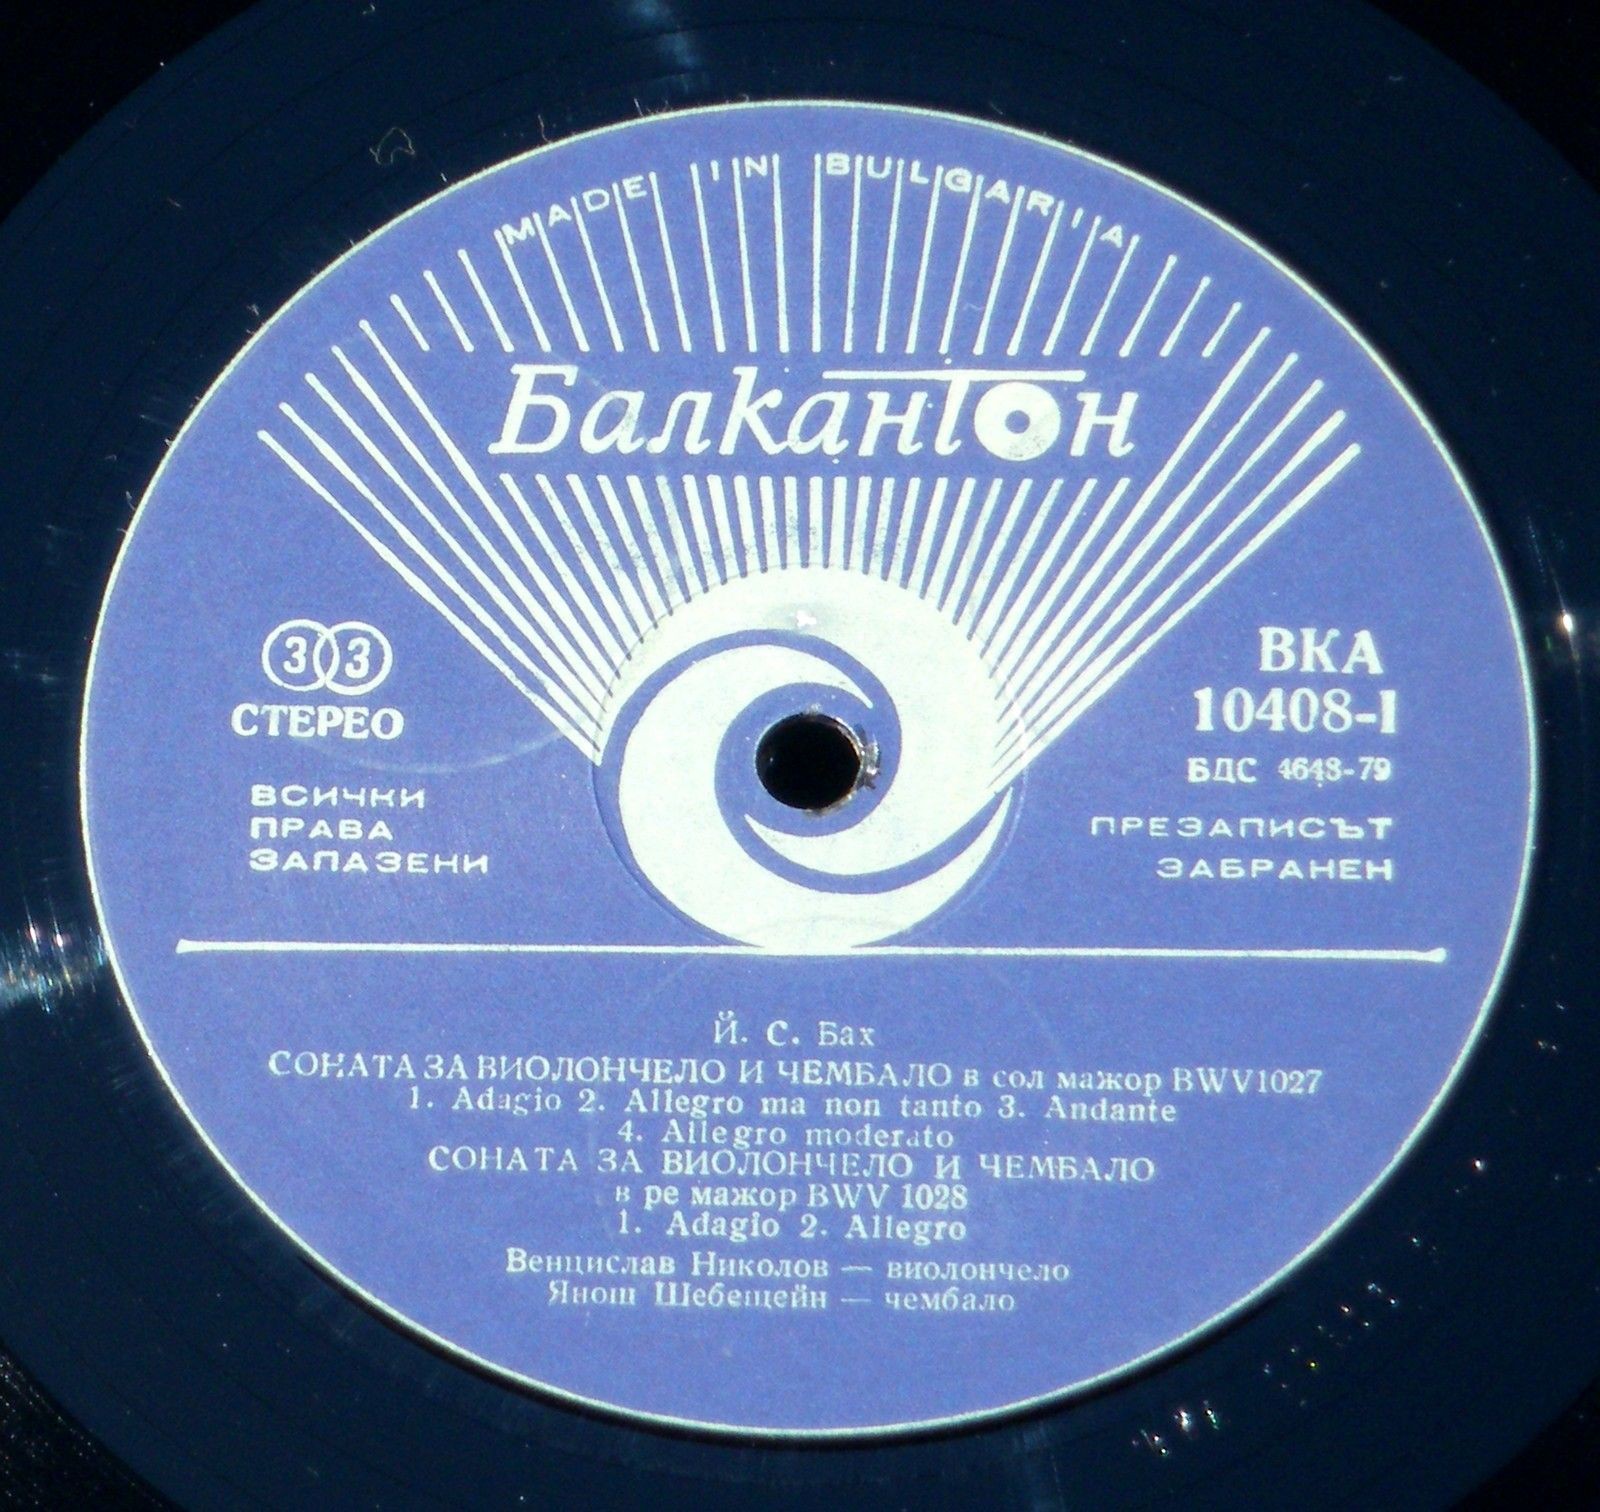 MADE IN BULGARIA
Балкантон
33
СТЕРЕО
ВСИЧКИ
ПРАВА
ЗАПАЗЕНИ
ВКА
10408-I
БДС 4648-79
ПРЕЗАПИСЪТ
ЗАБРАНЕН
Й. С. Бах
СОНАТА ЗА ВИОЛОНЧЕЛО И ЧЕМБАЛО в сол мажор BWV1027
1. Adagio 2. Allegro ma non tanto 3. Andante
4. Allegro moderato
СОНАТА ЗА ВИОЛОНЧЕЛО И ЧЕМБАЛО
в ре мажор BWV 1028
1. Adagio 2. Allegro
Венцислав Николов — виолончело
Янош Шебещейн — чембало